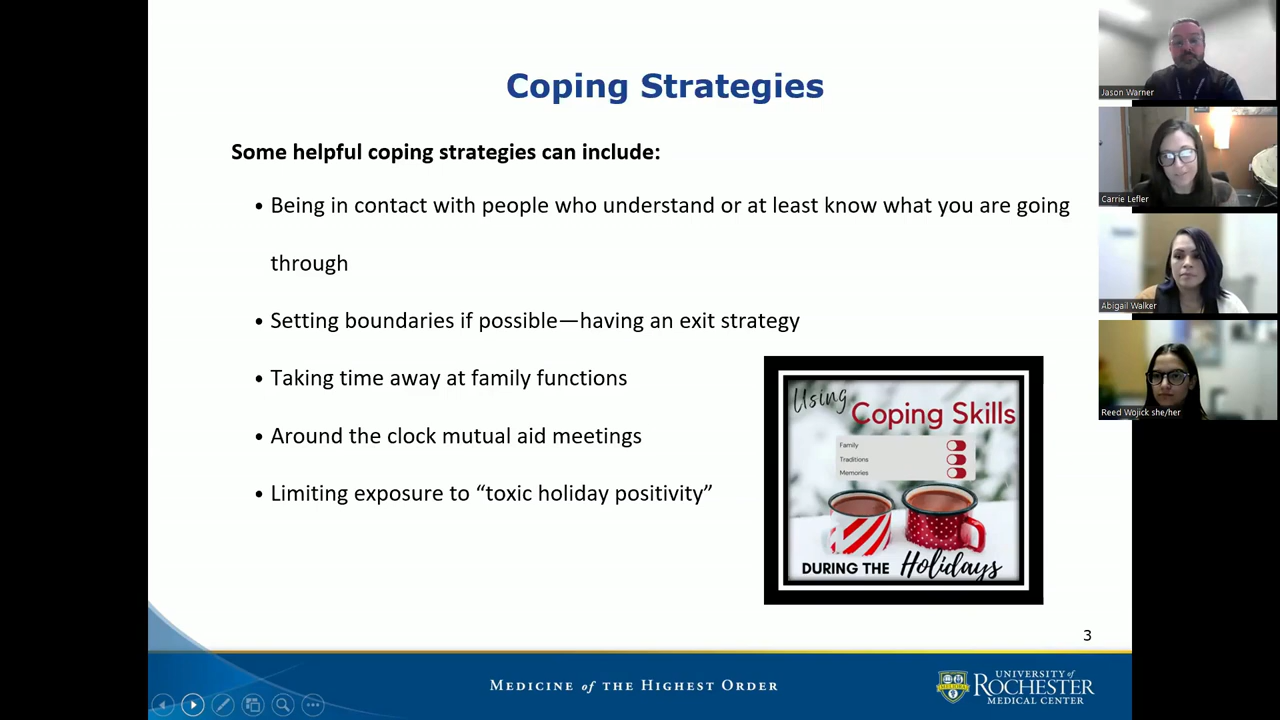 Coping Strategies
Some helpful coping strategies can include:
• Being in contact with people who understand or at least know what you are going
through
• Setting boundaries if possible—having an exit strategy
• Taking time away at family functions
• Around the clock mutual aid meetings
• Limiting exposure to “toxic holiday positivity”
Using
Coping Skills
Family
Traditions
Memories
DURING THE Holidays
3
MEDICINE of THE HIGHEST ORDER
UNIVERSITY of
ROCHESTER
MEDICAL CENTER
Jason Warner
Carrie Lefler
Abigail Walker
Reed Wojick she/her